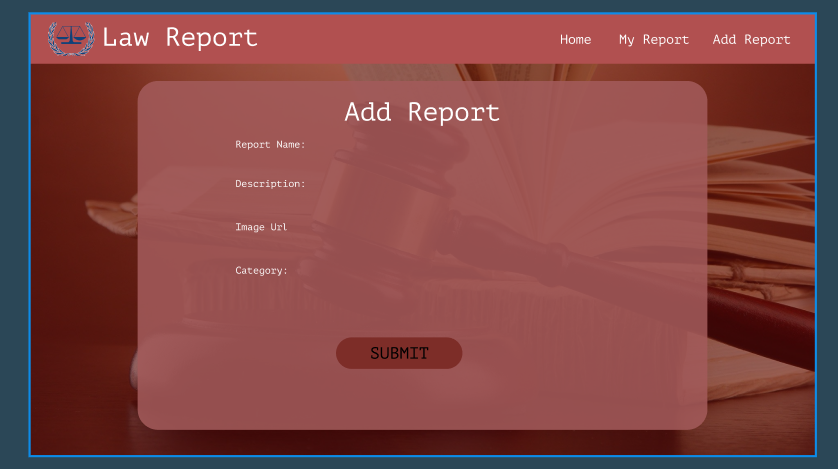 Law Report
Home My Report Add Report
Add Report
Report Name:
Description:
Image Url
Category:
SUBMIT